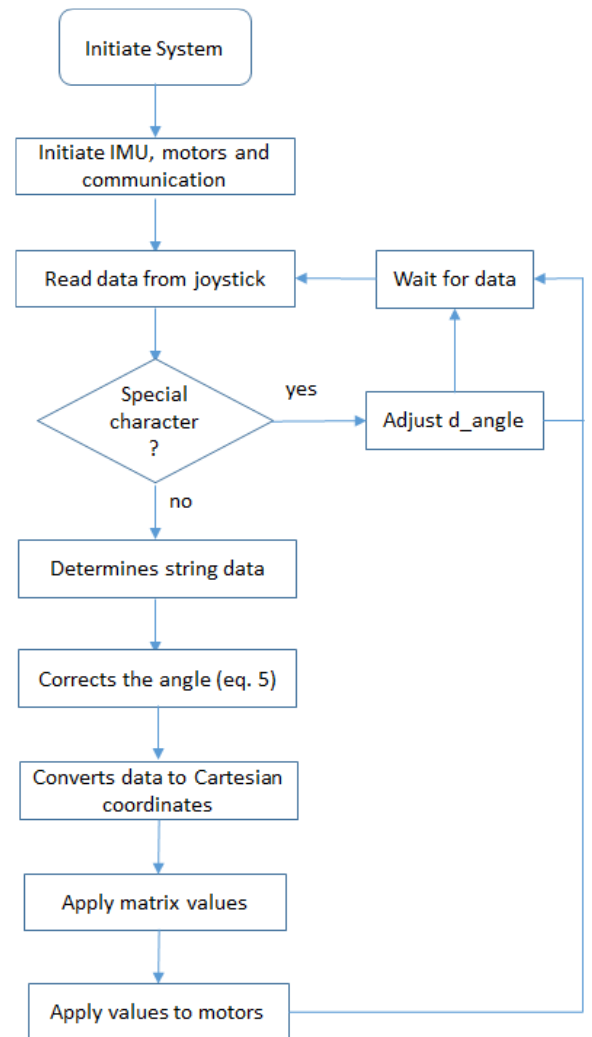 Initiate System
Initiate IMU, motors and
communication
Read data from joystick
Wait for data
Special
character
?
yes
Adjust d_angle
no
Determines string data
Corrects the angle (eq. 5)
Converts data to Cartesian
coordinates
Apply matrix values
Apply values to motors